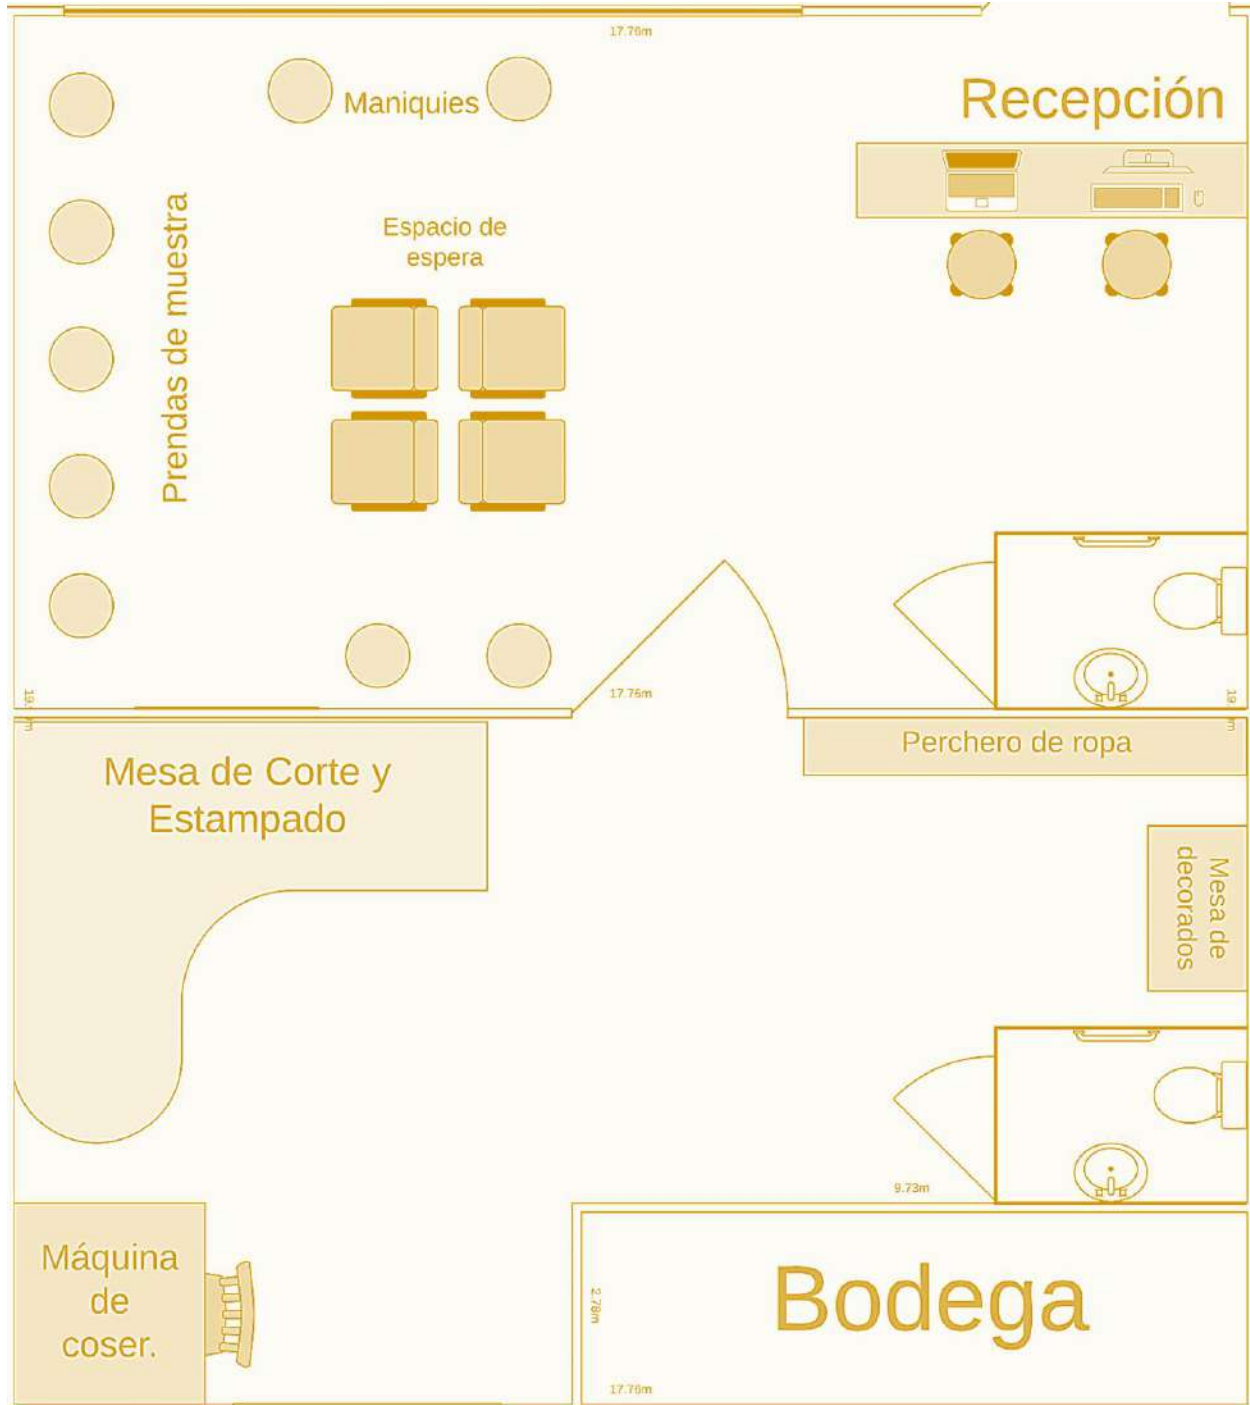 17.76m
Recepción
Maniquies
Prendas de muestra
Espacio de
espera
17.76m
Perchero de ropa
Mesa de Corte y
Estampado
Mesa de
decorados
9.73m
Máquina
de
coser.
2.78m
Bodega
17.76m